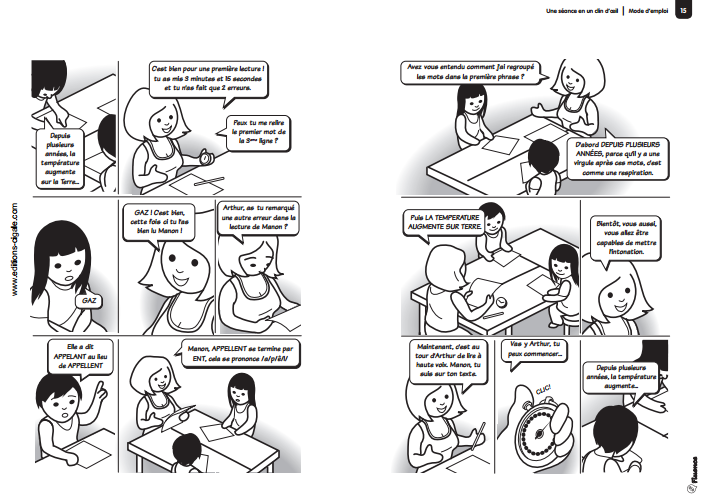 Une séance en un clin d'œil | Mode d'emploi 15
Depuis
plusieurs
années, la
température
augmente
sur la Terre...
C'est bien pour une première lecture !
tu as mis 3 minutes et 15 secondes
et tu n'as fait que 2 erreurs.
Peux tu me relire
le premier mot de
la 3ème ligne ?
GAZ
GAZ ! C'est bien,
cette fois ci tu l'as
bien lu Manon !
Arthur, as tu remarqué
une autre erreur dans la
lecture de Manon ?
Elle a dit
APPELANT au lieu
de APPELLENT
Manon, APPELLENT se termine par
ENT, cela se prononce /a/p/è/l/
Avez vous entendu comment j'ai regroupé
les mots dans la première phrase ?
D'abord DEPUIS PLUSIEURS
ANNÉES, parce qu'il y a une
virgule après ces mots, c'est
comme une respiration.
Puis LA TEMPERATURE
AUGMENTE SUR TERRE.
Bientôt, vous aussi,
vous allez être
capables de mettre
l'intonation.
Maintenant, c'est au
tour d'Arthur de lire à
haute voix. Manon, tu
suis sur ton texte.
Vas y Arthur, tu
peux commencer...
CLIC!
Depuis plusieurs
années, la température
augmente...
www.editions-cigale.com
Fluence